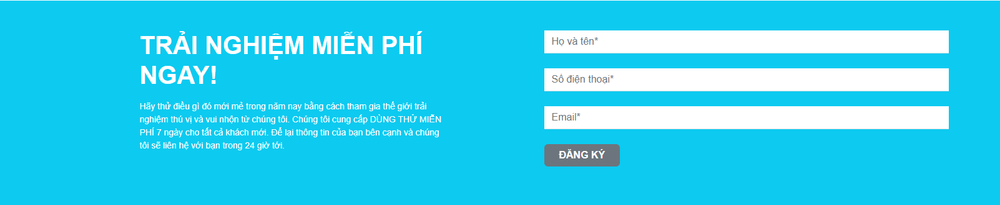 TRẢI NGHIỆM MIỄN PHÍ
NGAY!
Hãy thử điều gì đó mới mẻ trong năm nay bằng cách tham gia thế giới trải
nghiệm thú vị và vui nhộn từ chúng tôi. Chúng tôi cung cấp DÙNG THỬ MIỄN
PHÍ 7 ngày cho tất cả khách mới. Để lại thông tin của bạn bên cạnh và chúng
tôi sẽ liên hệ với bạn trong 24 giờ tới.
Họ và tên*
Số điện thoại*
Email*
ĐĂNG KÝ